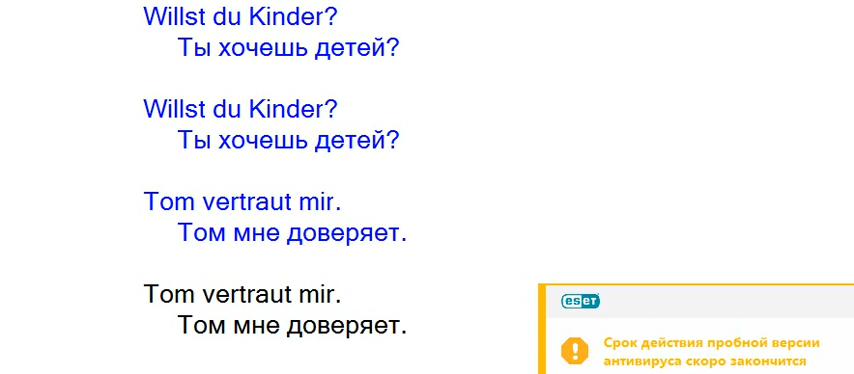 Willst du Kinder?
Ты хочешь детей?
Willst du Kinder?
Ты хочешь детей?
Tom vertraut mir.
Том мне доверяет.
Tom vertraut mir.
Том мне доверяет.
eset
Срок действия пробной версии
антивируса скоро закончится